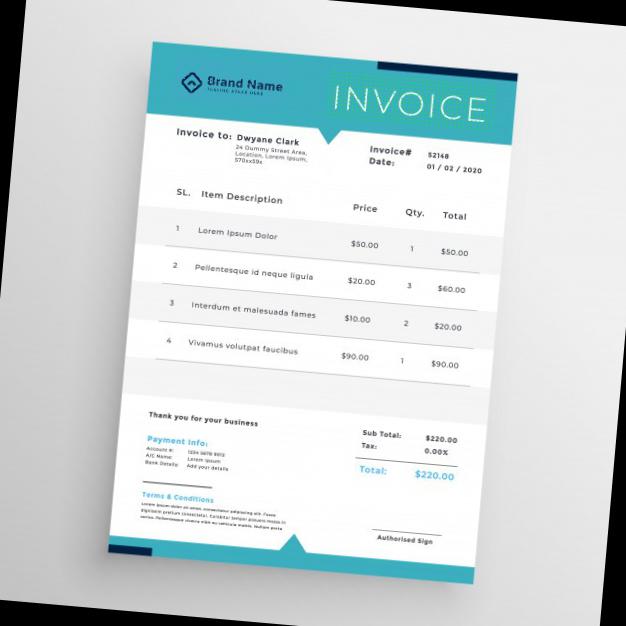 Brand Name
TAGLINE SPACE HERE
INVOICE
Invoice to: Dwyane Clark
24 Dummy Street Area,
Location, Lorem Ipsum,
570xx59x
Invoice# 52148
Date: 01 / 02 / 2020
SL. Item Description Price Qty. Total
1 Lorem Ipsum Dolor $50.00 1 $50.00
2 Pellentesque id neque ligula $20.00 3 $60.00
3 Interdum et malesuada fames $10.00 2 $20.00
4 Vivamus volutpat faucibus $90.00 1 $90.00
Thank you for your business
Sub Total: $220.00
Tax: 0.00%
Total: $220.00
Payment Info:
Account #: 1234 5678 9012
A/C Name: Lorem Ipsum
Bank Details: Add your details
Terms & Conditions
Lorem ipsum dolor sit amet, consectetur adipiscing elit. Fusce
dignissim pretium consectetur. Curabitur tempor posuere massa in
varius. Pellentesque viverra nibh eu vehicula mattis. Nullam porta
Authorised Sign